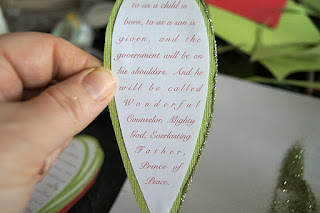 to us a child is
born, to us a son is
given, and the
government will be on
his shoulders. And he
will be called
Wonderful
Counselor, Mighty
God, Everlasting
Father,
Prince of
Peace.